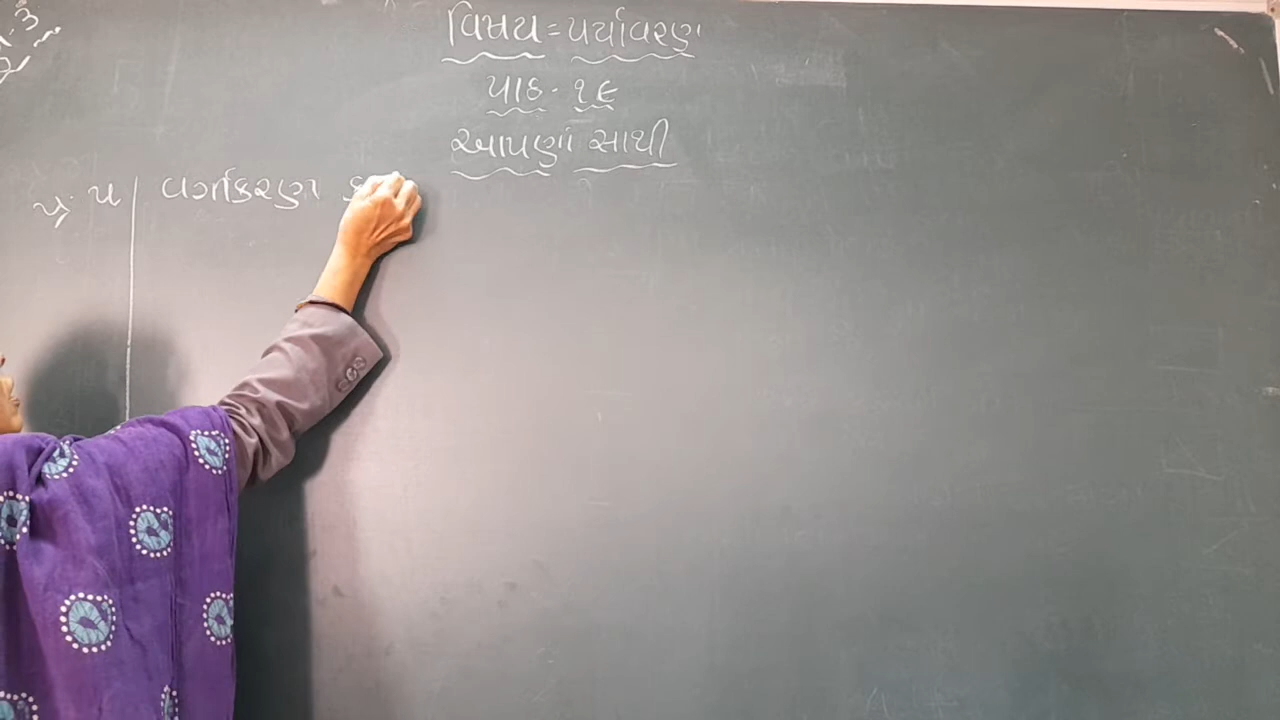 વિષય = પર્યાવરણ
પાઠ - ૧૯
આપણાં સાથી
પ્ર. ૫ વર્ગીકરણ ક